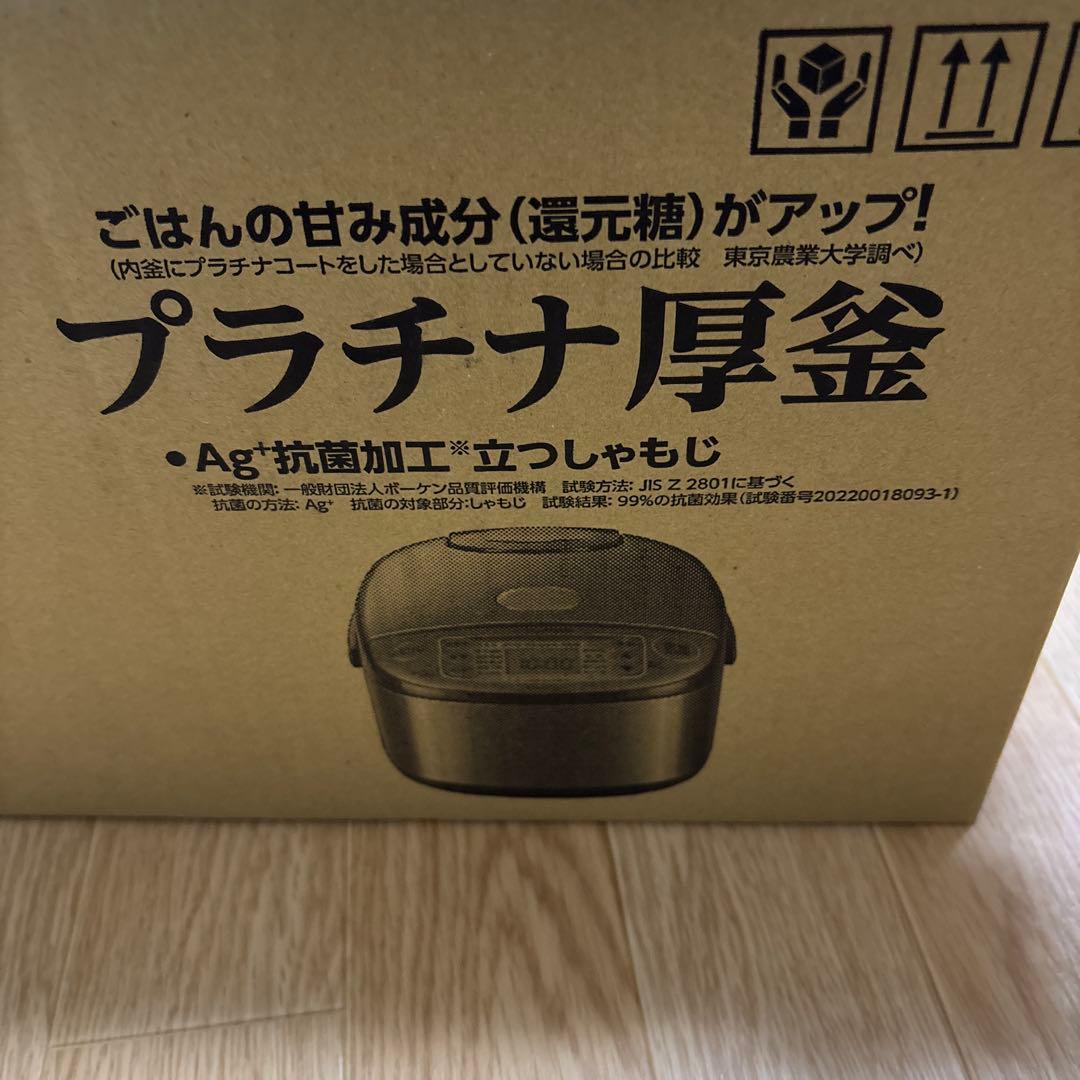 ごはんの甘み成分(還元糖)がアップ!
(内釜にプラチナコートをした場合としていない場合の比較 東京農業大学調べ)
プラチナ厚釜
•Ag⁺抗菌加工※立つしゃもじ
※試験機関: 一般財団法人ボーケン品質評価機構 試験方法: JIS Z 2801に基づく
抗菌の方法: Ag⁺ 抗菌の対象部分:しゃもじ 試験結果: 99%の抗菌効果(試験番号20220018093-1)
10:00